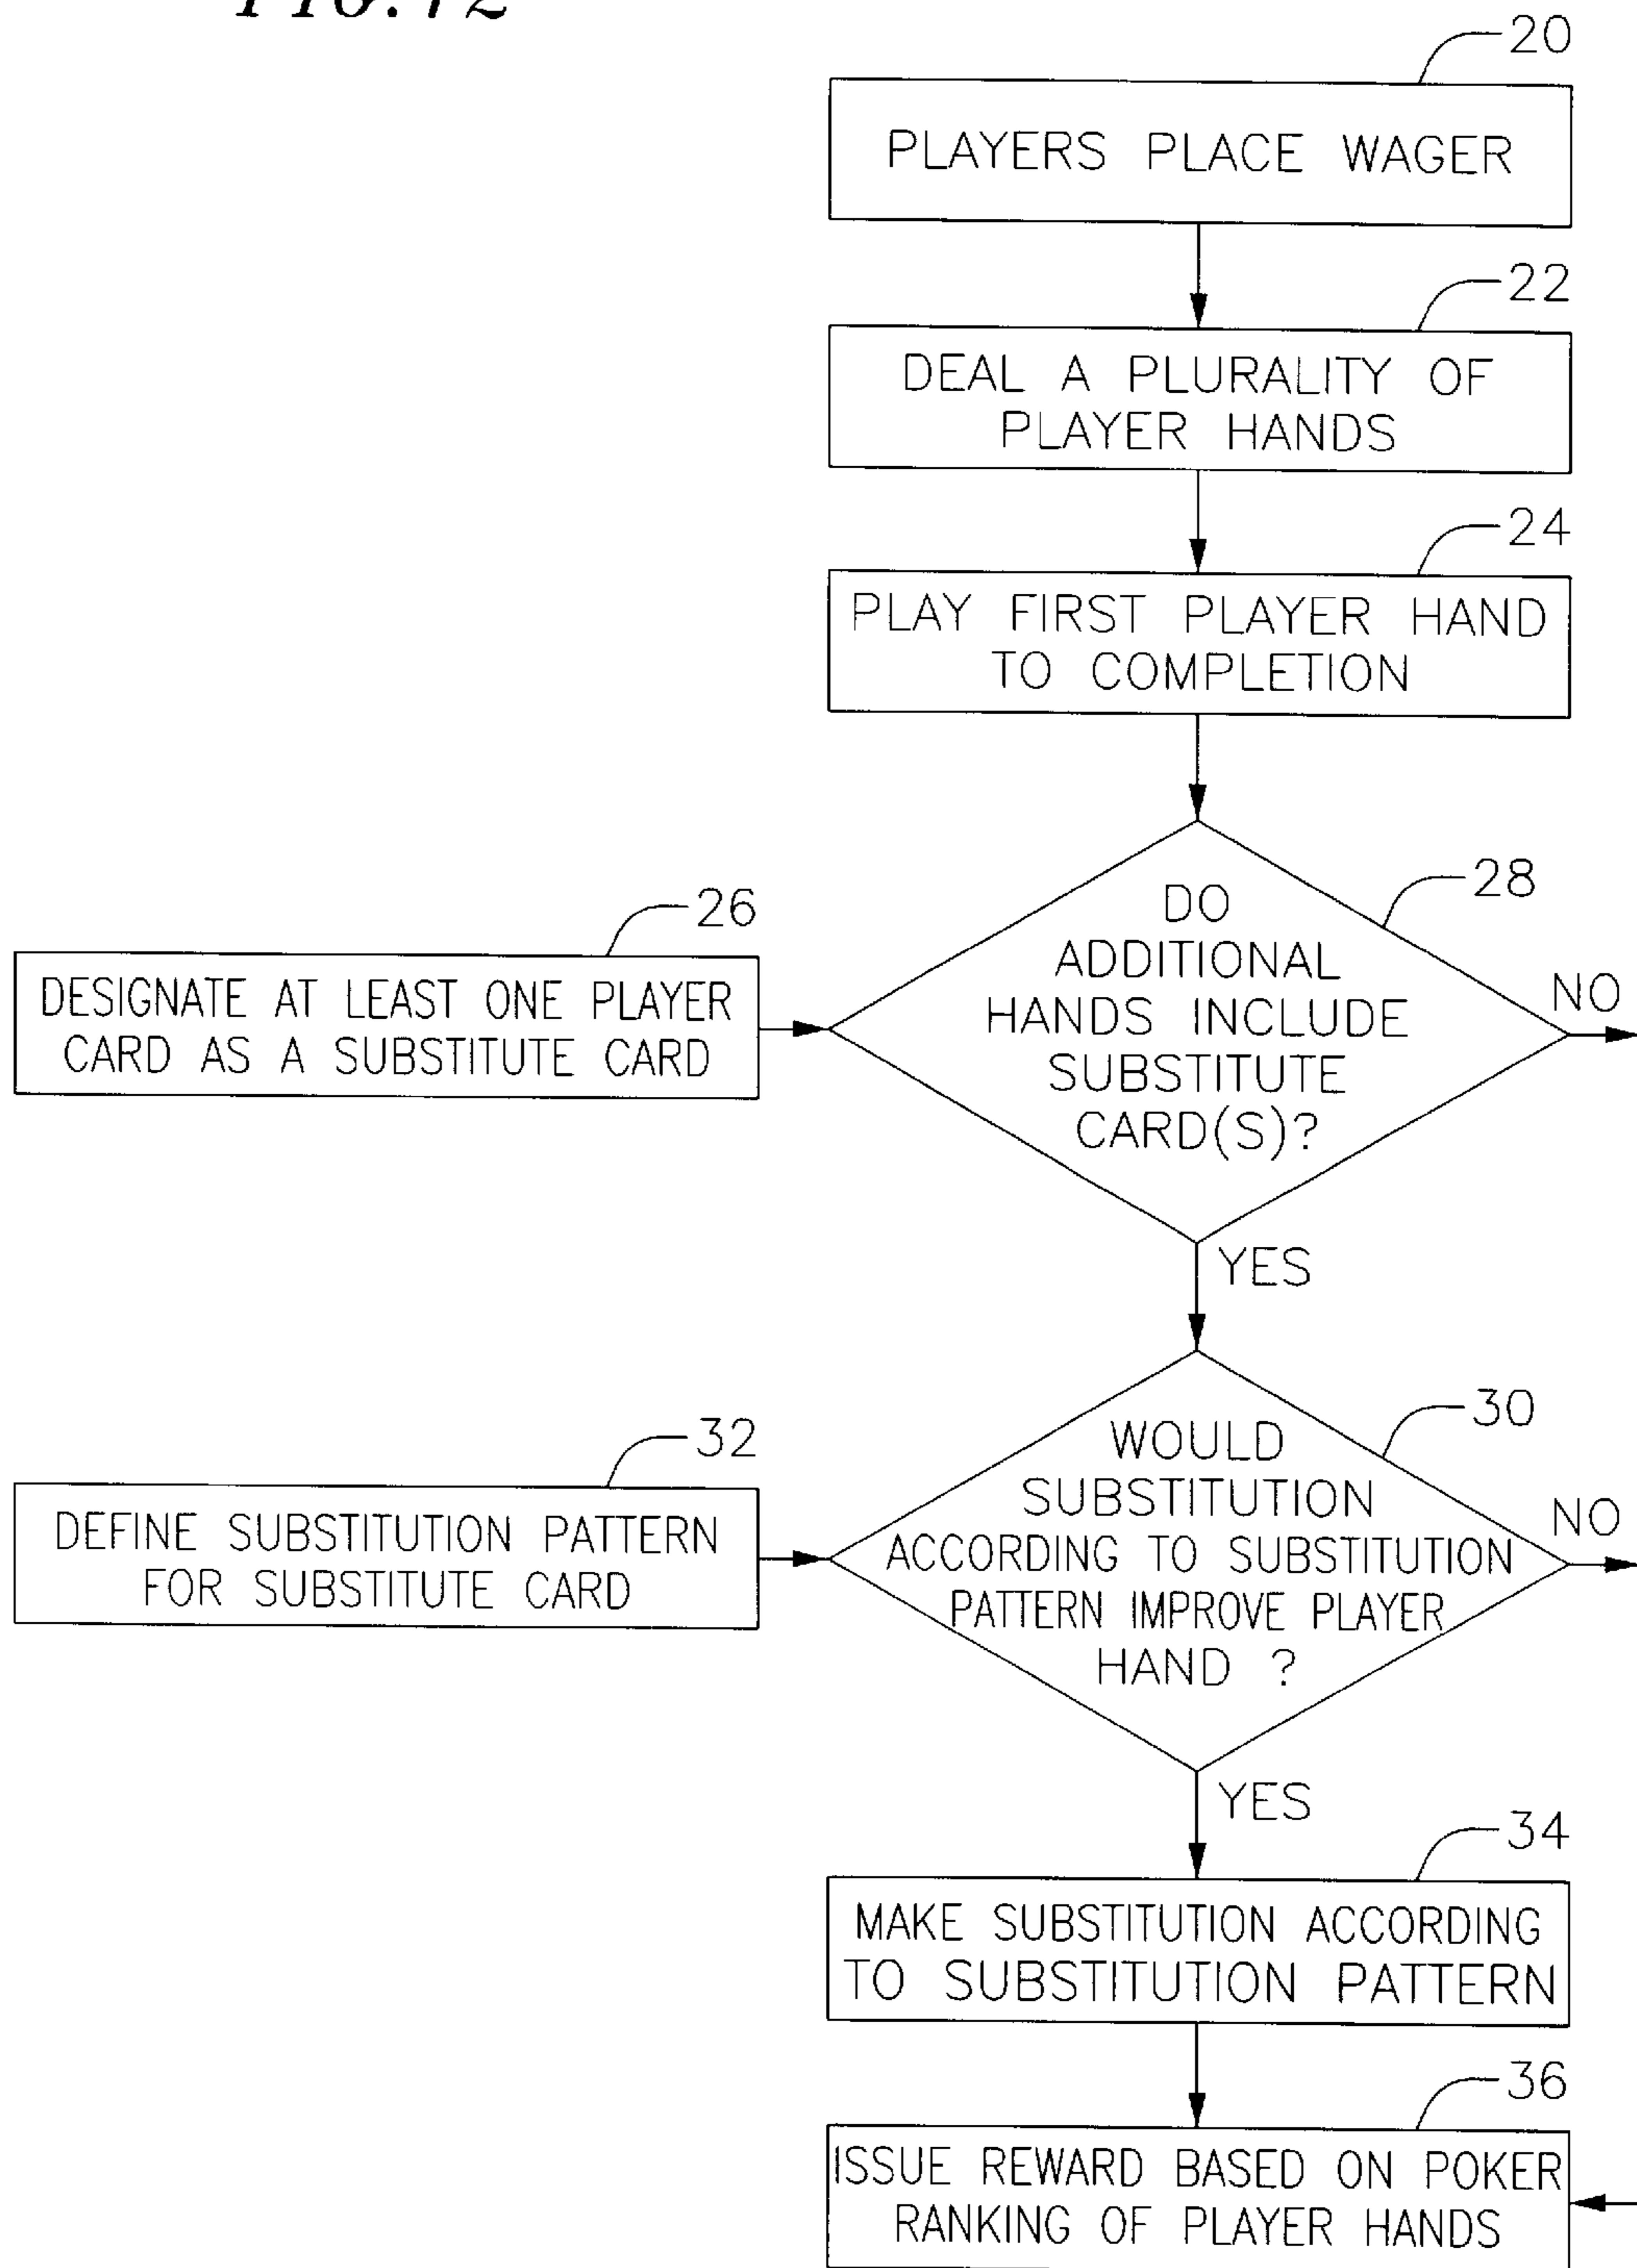 20
PLAYERS PLACE WAGER
22
DEAL A PLURALITY OF
PLAYER HANDS
24
PLAY FIRST PLAYER HAND
TO COMPLETION
26
DESIGNATE AT LEAST ONE PLAYER
CARD AS A SUBSTITUTE CARD
28
DO
ADDITIONAL
HANDS INCLUDE
SUBSTITUTE
CARD(S)?
NO
YES
32
DEFINE SUBSTITUTION PATTERN
FOR SUBSTITUTE CARD
30
WOULD
SUBSTITUTION
ACCORDING TO SUBSTITUTION
PATTERN IMPROVE PLAYER
HAND ?
NO
YES
34
MAKE SUBSTITUTION ACCORDING
TO SUBSTITUTION PATTERN
36
ISSUE REWARD BASED ON POKER
RANKING OF PLAYER HANDS